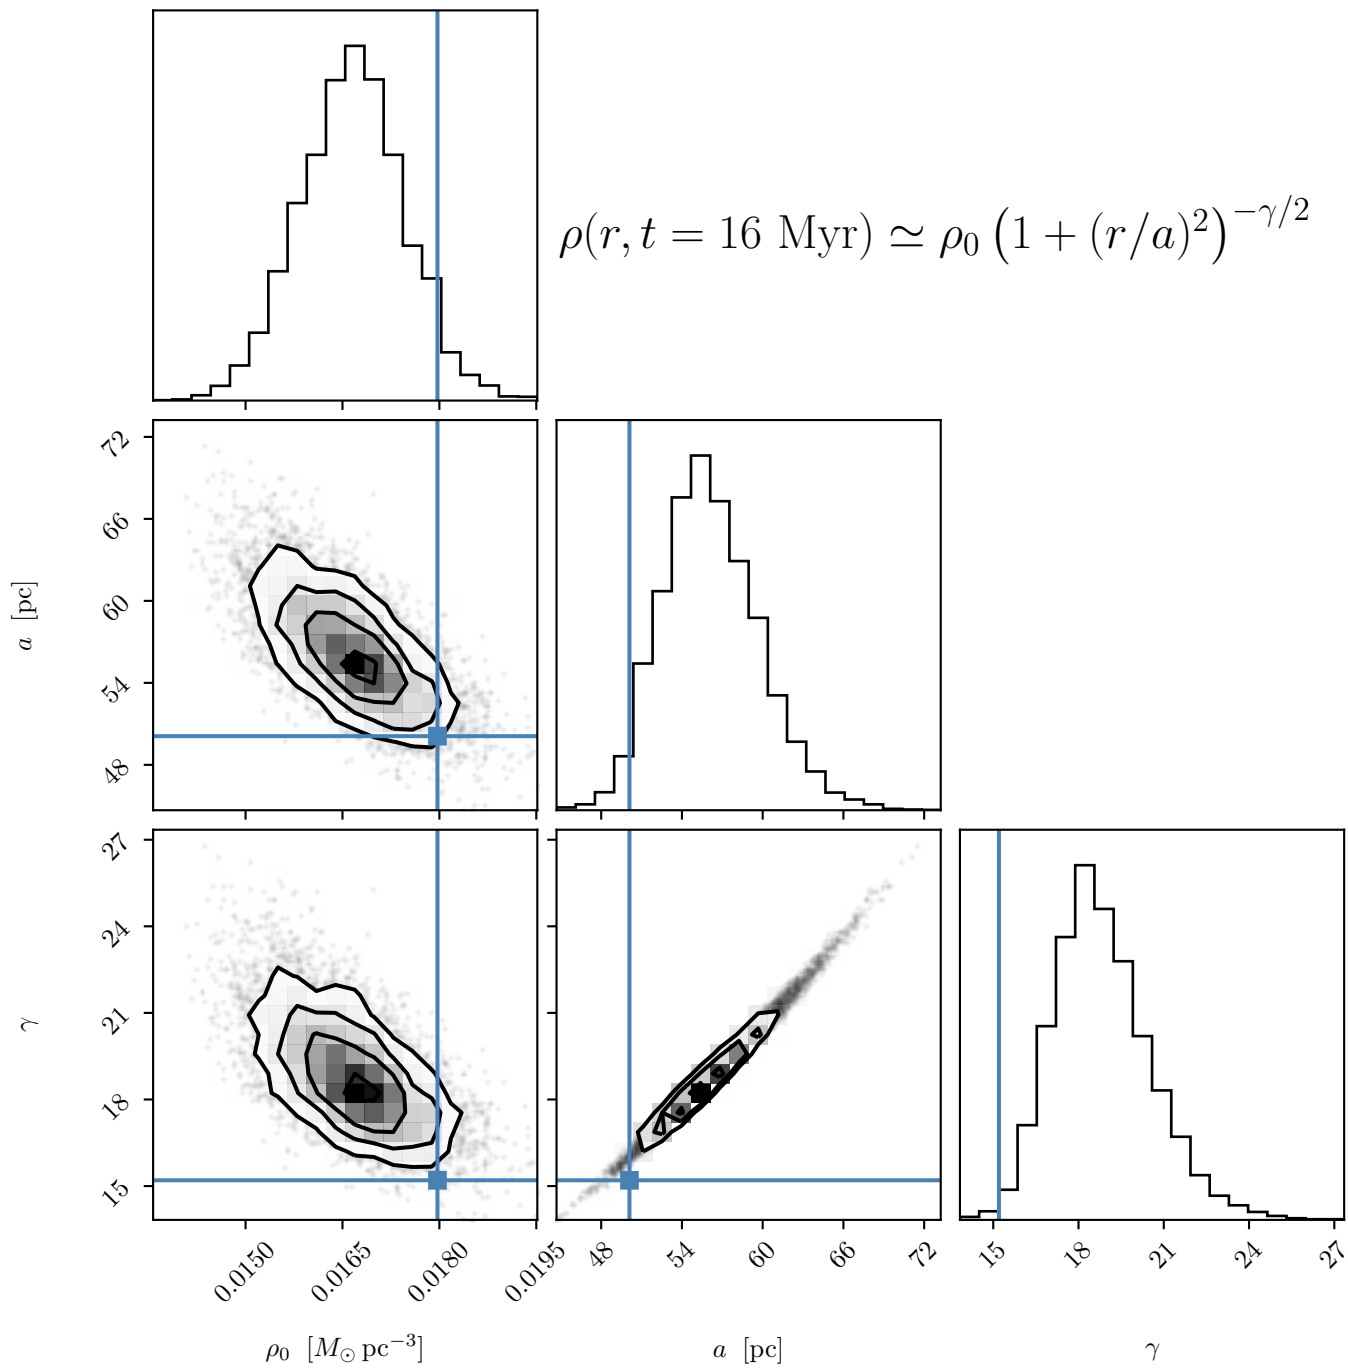 ρ(r, t = 16 Myr) ≃ ρ₀ (1 + (r/a)²)^{−γ/2}
72
66
60
54
48
a [pc]
27
24
21
18
15
γ
0.0150 0.0165 0.0180 0.0195
48 54 60 66 72
15 18 21 24 27
ρ₀ [M⊙ pc⁻³]
a [pc]
γ